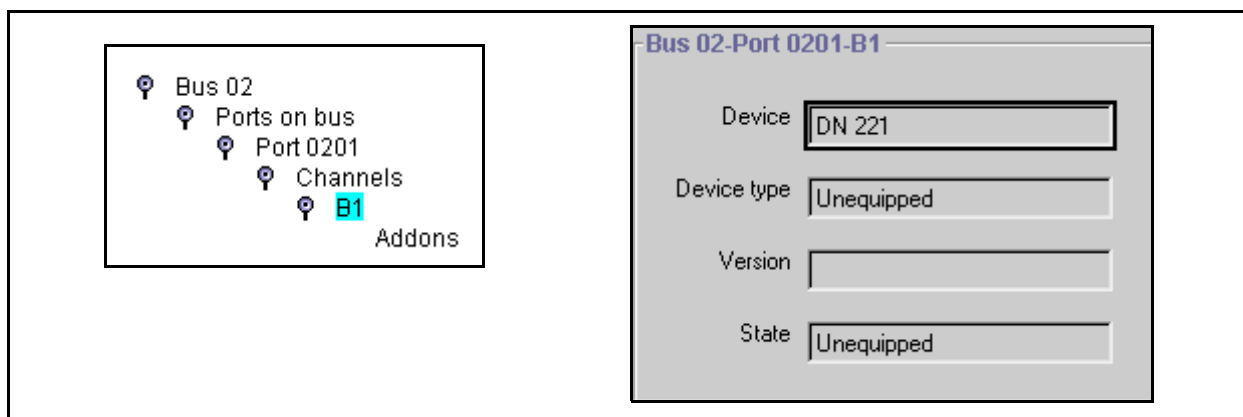 Bus 02
Ports on bus
Port 0201
Channels
B1
Addons
Bus 02-Port 0201-B1
Device DN 221
Device type Unequipped
Version
State Unequipped